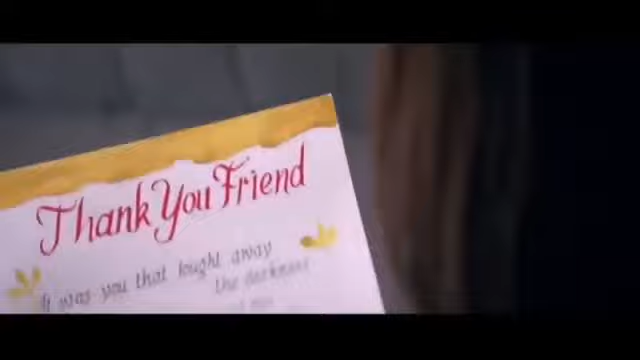 Thank You Friend
It was you that fought away
the darkness